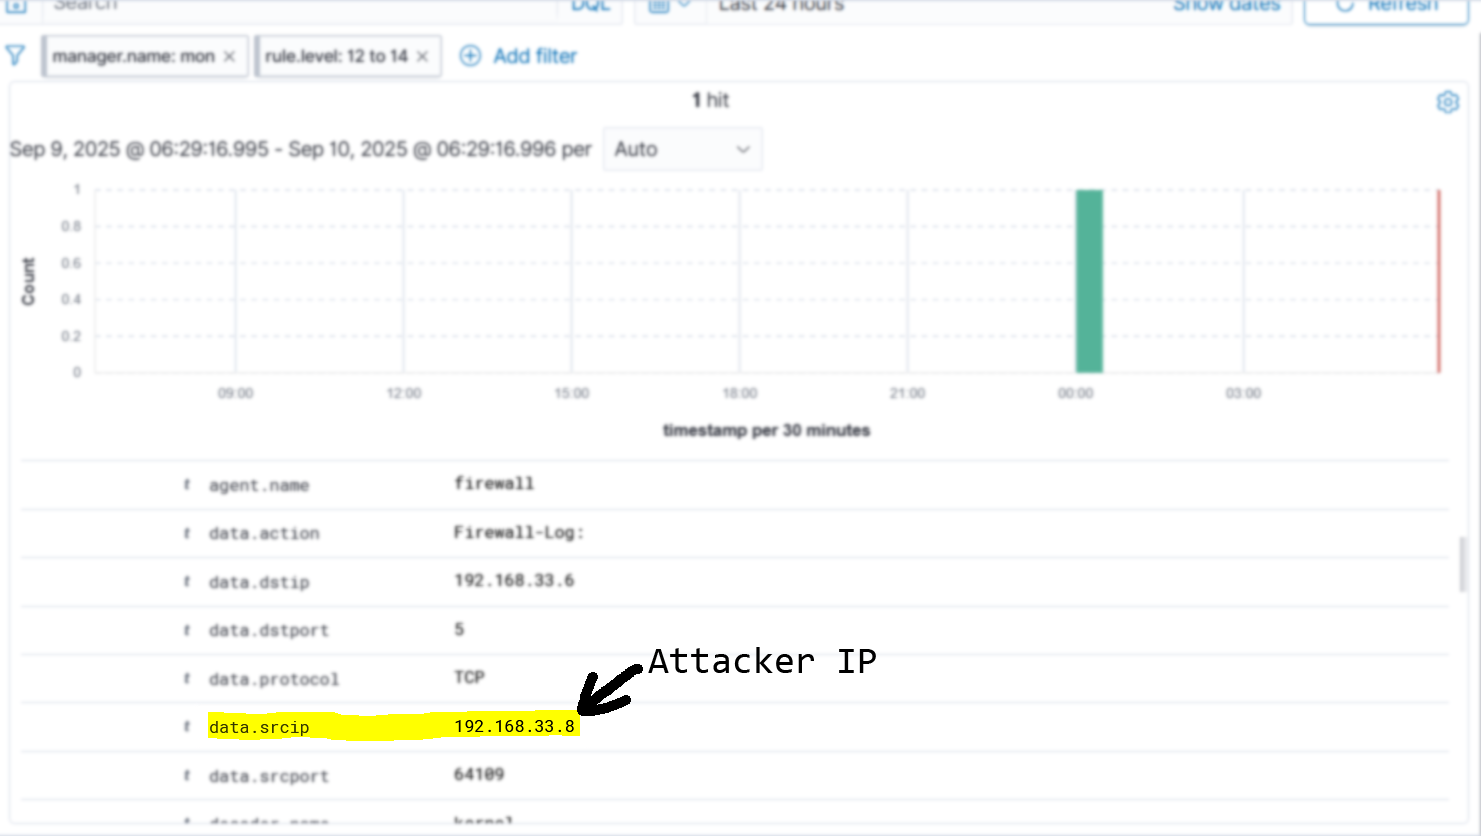 Search DQL Last 24 hours Show dates Refresh
manager.name: mon × rule.level: 12 to 14 × Add filter
1 hit
Sep 9, 2025 @ 06:29:16.995 - Sep 10, 2025 @ 06:29:16.996 per Auto
1
0.8
0.6
0.4
0.2
0
Count
09:00 12:00 15:00 18:00 21:00 00:00 03:00
timestamp per 30 minutes
t agent.name firewall
t data.action Firewall-Log:
t data.dstip 192.168.33.6
t data.dstport 5
Attacker IP
t data.protocol TCP
t data.srcip 192.168.33.8
t data.srcport 64109
t decoder.name kernel